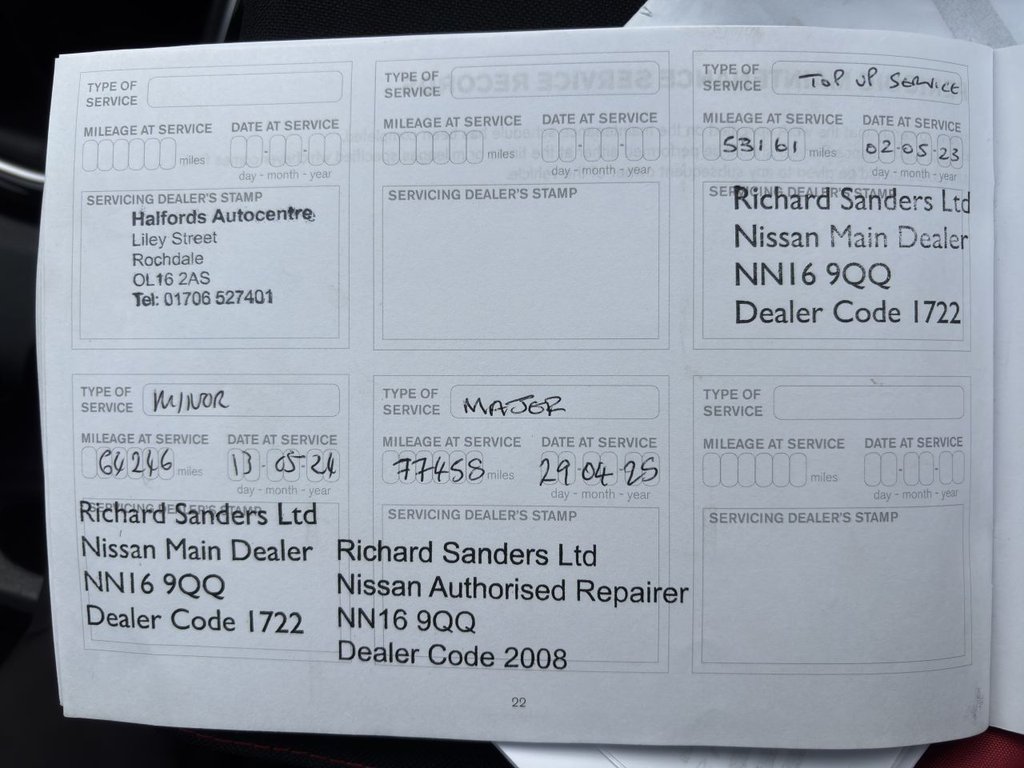 TYPE OF
SERVICE
MILEAGE AT SERVICE DATE AT SERVICE
miles
day - month - year
SERVICING DEALER'S STAMP
Halfords Autocentre
Liley Street
Rochdale
OL16 2AS
Tel: 01706 527401
TYPE OF
SERVICE
MILEAGE AT SERVICE DATE AT SERVICE
miles
day - month - year
SERVICING DEALER'S STAMP
TYPE OF
SERVICE TOP UP SERVICE
MILEAGE AT SERVICE DATE AT SERVICE
53161 miles 02-05-23
day - month - year
SERVICING DEALER'S STAMP
Richard Sanders Ltd
Nissan Main Dealer
NN16 9QQ
Dealer Code 1722
TYPE OF
SERVICE MINOR
MILEAGE AT SERVICE DATE AT SERVICE
64246 miles 13-05-24
day - month - year
SERVICING DEALER'S STAMP
Richard Sanders Ltd
Nissan Main Dealer
NN16 9QQ
Dealer Code 1722
TYPE OF
SERVICE MAJER
MILEAGE AT SERVICE DATE AT SERVICE
77458 miles 29-04-25
day - month - year
SERVICING DEALER'S STAMP
Richard Sanders Ltd
Nissan Authorised Repairer
NN16 9QQ
Dealer Code 2008
TYPE OF
SERVICE
MILEAGE AT SERVICE DATE AT SERVICE
miles
day - month - year
SERVICING DEALER'S STAMP
22